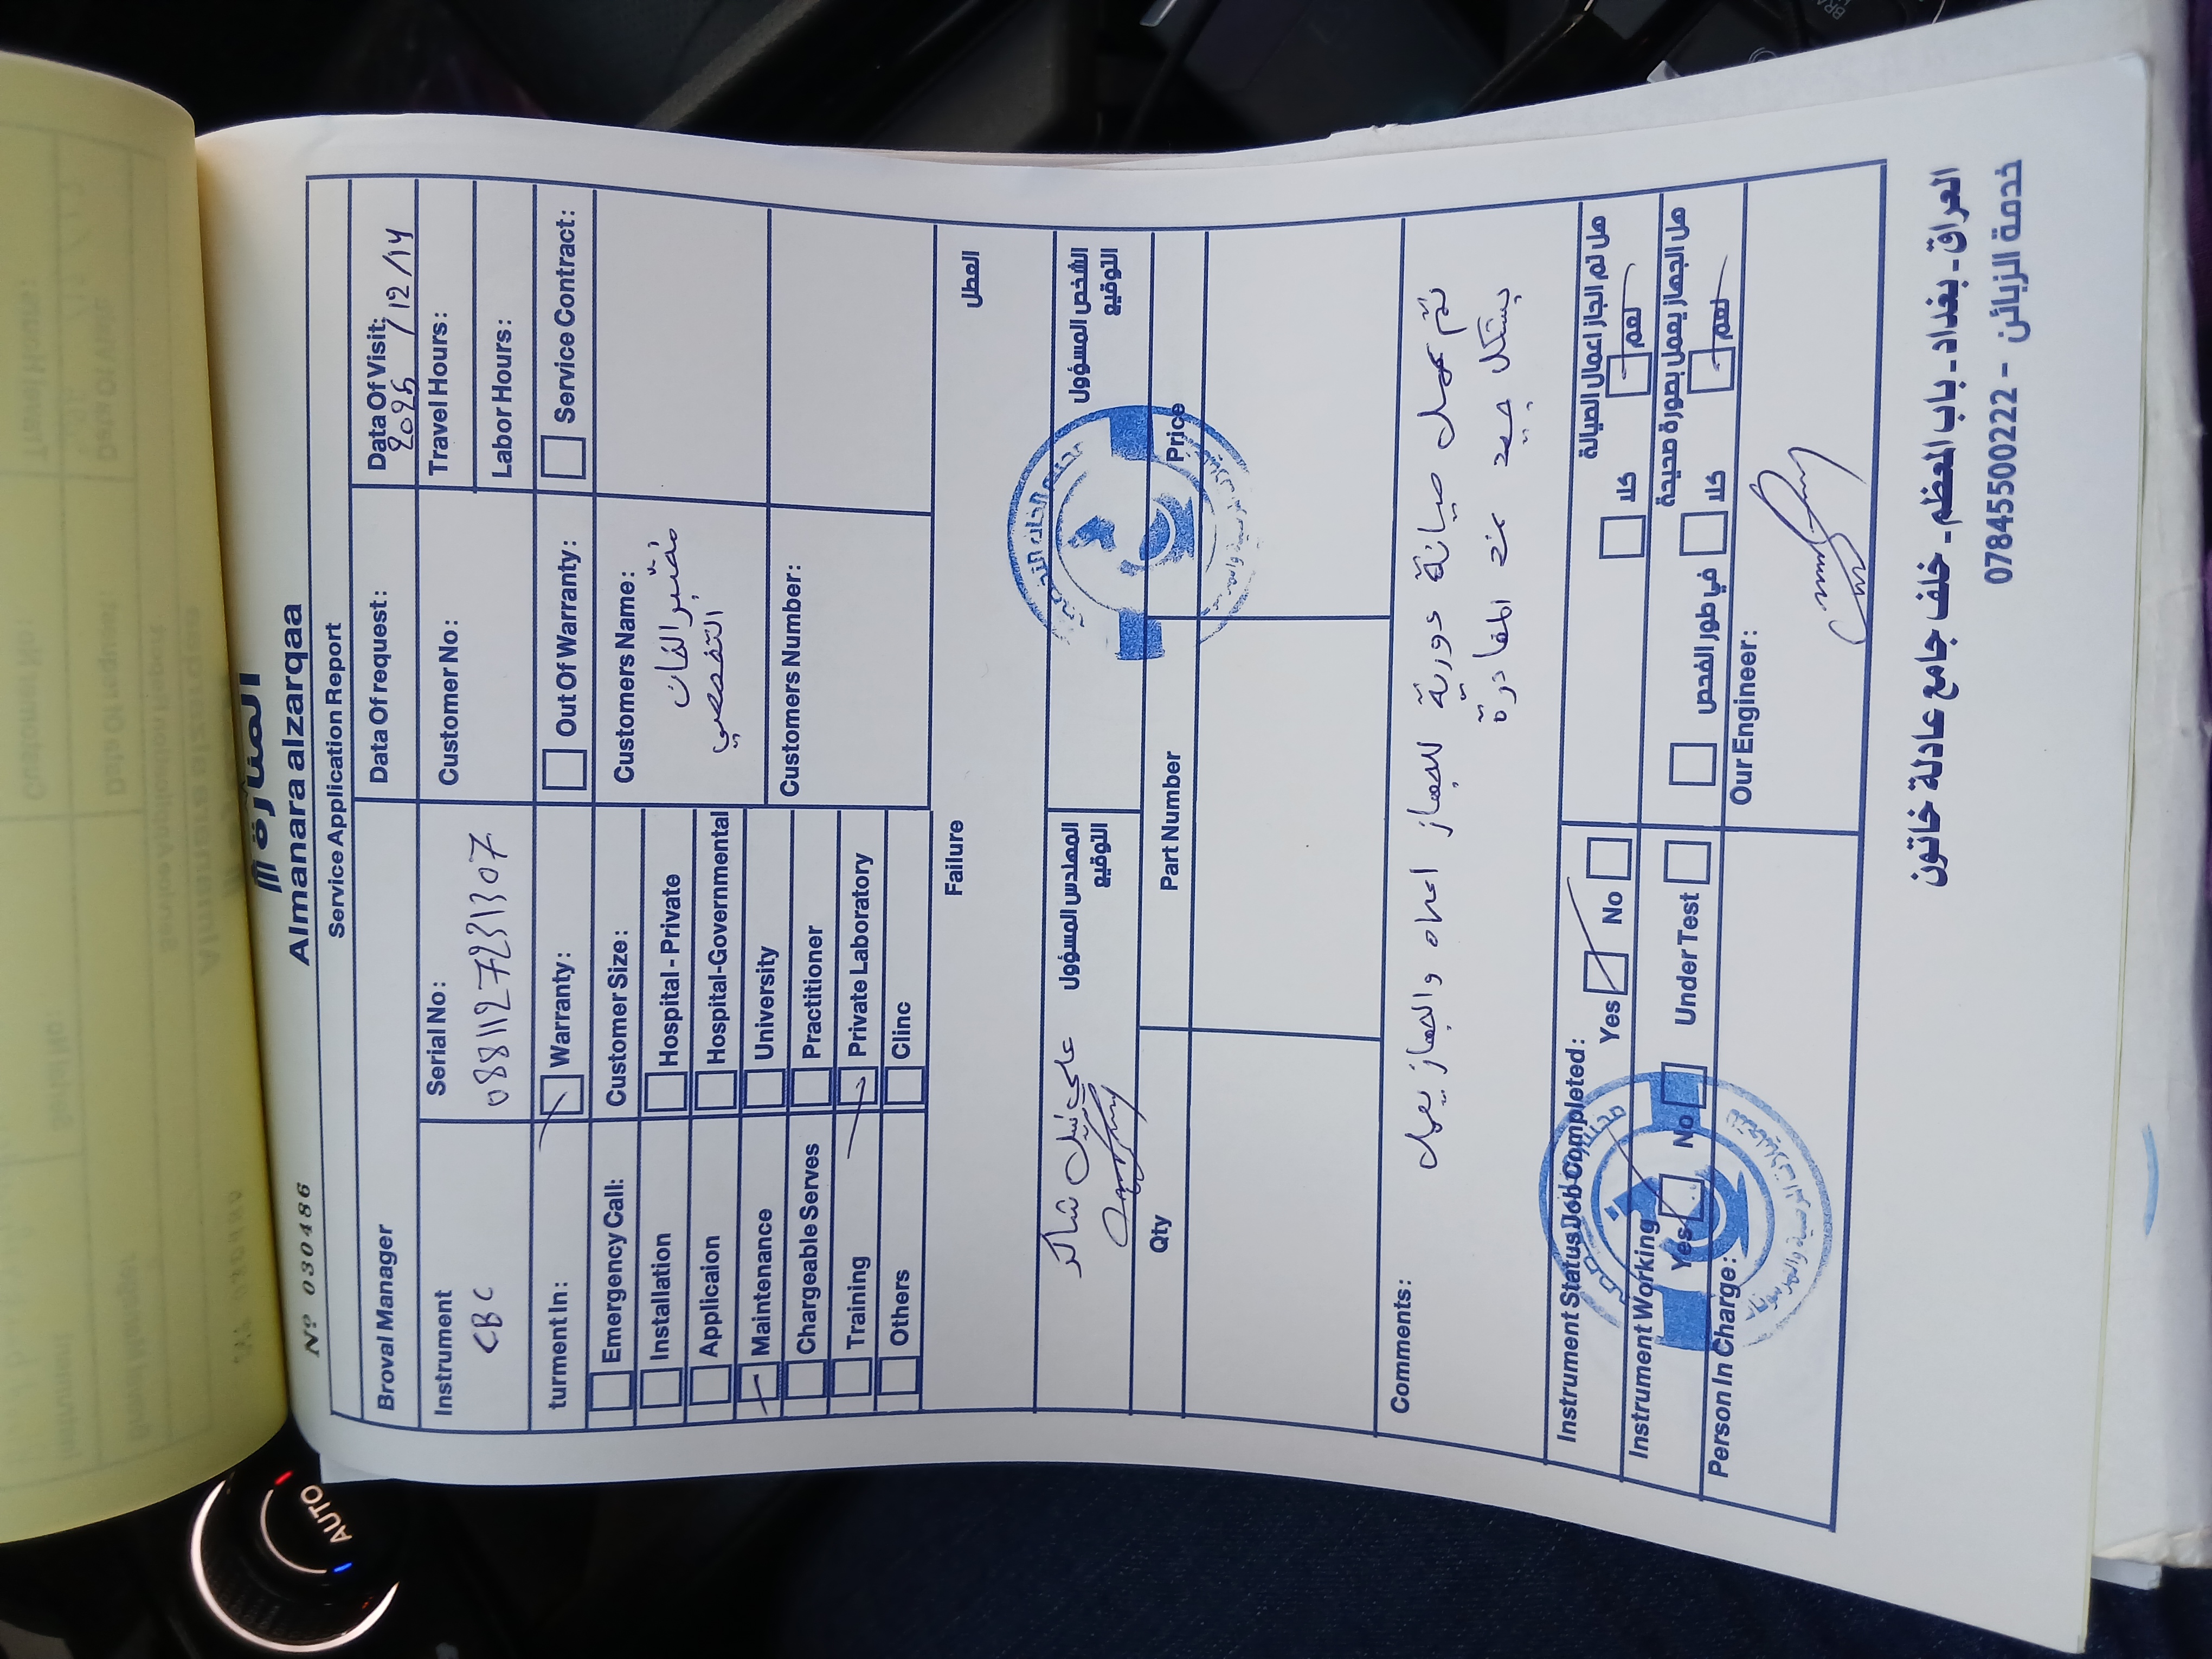 المنارة
Nº 030486
Almanara alzarqaa
Service Application Report
Broval Manager
Data Of request:
Data Of Visit:
2025/12/14
Instrument
CBC
Serial No:
08811272931307
Customer No:
Travel Hours:
Labor Hours:
turment In:
Warranty:
Out Of Warranty:
Service Contract:
Emergency Call:
Customer Size:
Customers Name:
Installation
Hospital - Private
مختبر الخان
Applicaion
Hospital-Governmental
التخصصي
Maintenance
University
Customers Number:
Chargeable Serves
Practitioner
Training
Private Laboratory
Others
Clinc
Failure
العطل
المهندس المسؤول
علي نبيل شاكر
التوقيع
الشخص المسؤول
التوقيع
Qty
Part Number
Price
Comments:
تم عمل صيانة دورية للجهاز اعلاه والجهاز يعمل
بشكل جيد عند المغادرة
Instrument Status Job Completed:
Yes
No
هل تم انجاز اعمال الصيانة
كلا
نعم
Instrument Working
Yes
No
Under Test
هل الجهاز يعمل بصورة صحيحة
في طور الفحص
كلا
نعم
Person In Charge:
Our Engineer:
العراق - بغداد - باب المعظم - خلف جامع عادلة خاتون
خدمة الزبائن - 07845500222
AUTO